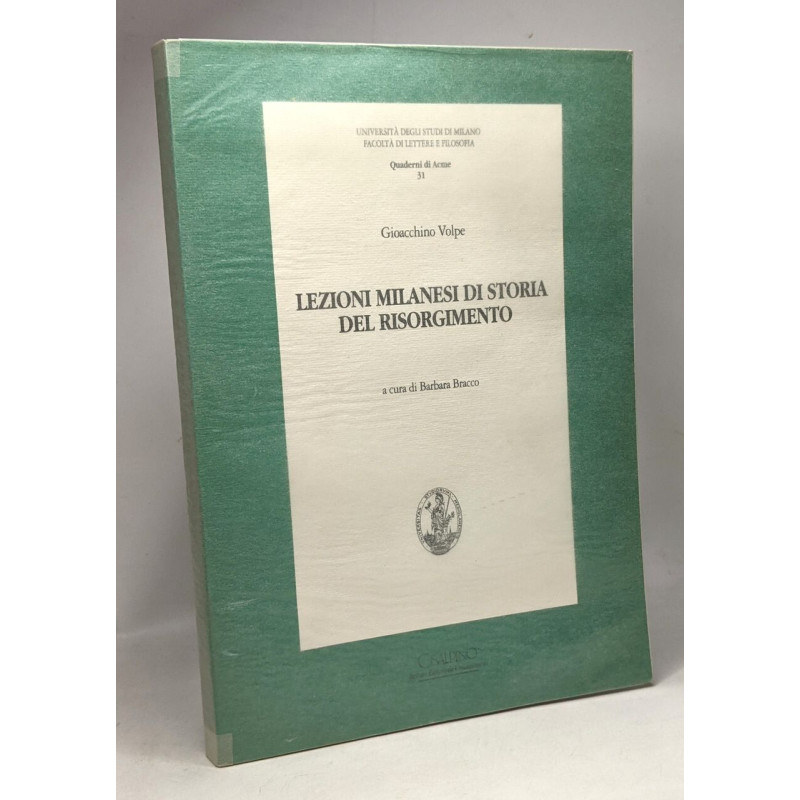 UNIVERSITÀ DEGLI STUDI DI MILANO
FACOLTÀ DI LETTERE E FILOSOFIA
Quaderni di Acme
31
Gioacchino Volpe
LEZIONI MILANESI DI STORIA
DEL RISORGIMENTO
a cura di Barbara Bracco
CISALPINO